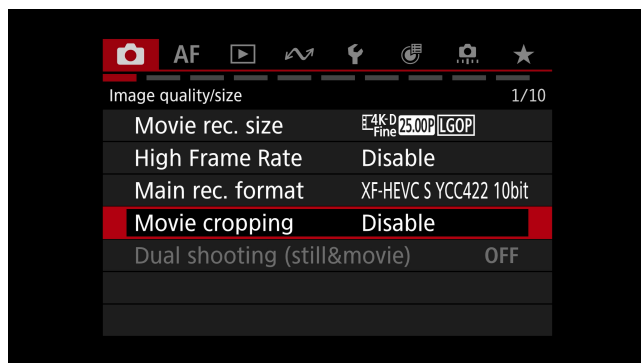 AF
Image quality/size 1/10
Movie rec. size 4K-D Fine 25.00P LGOP
High Frame Rate Disable
Main rec. format XF-HEVC S YCC422 10bit
Movie cropping Disable
Dual shooting (still&movie) OFF